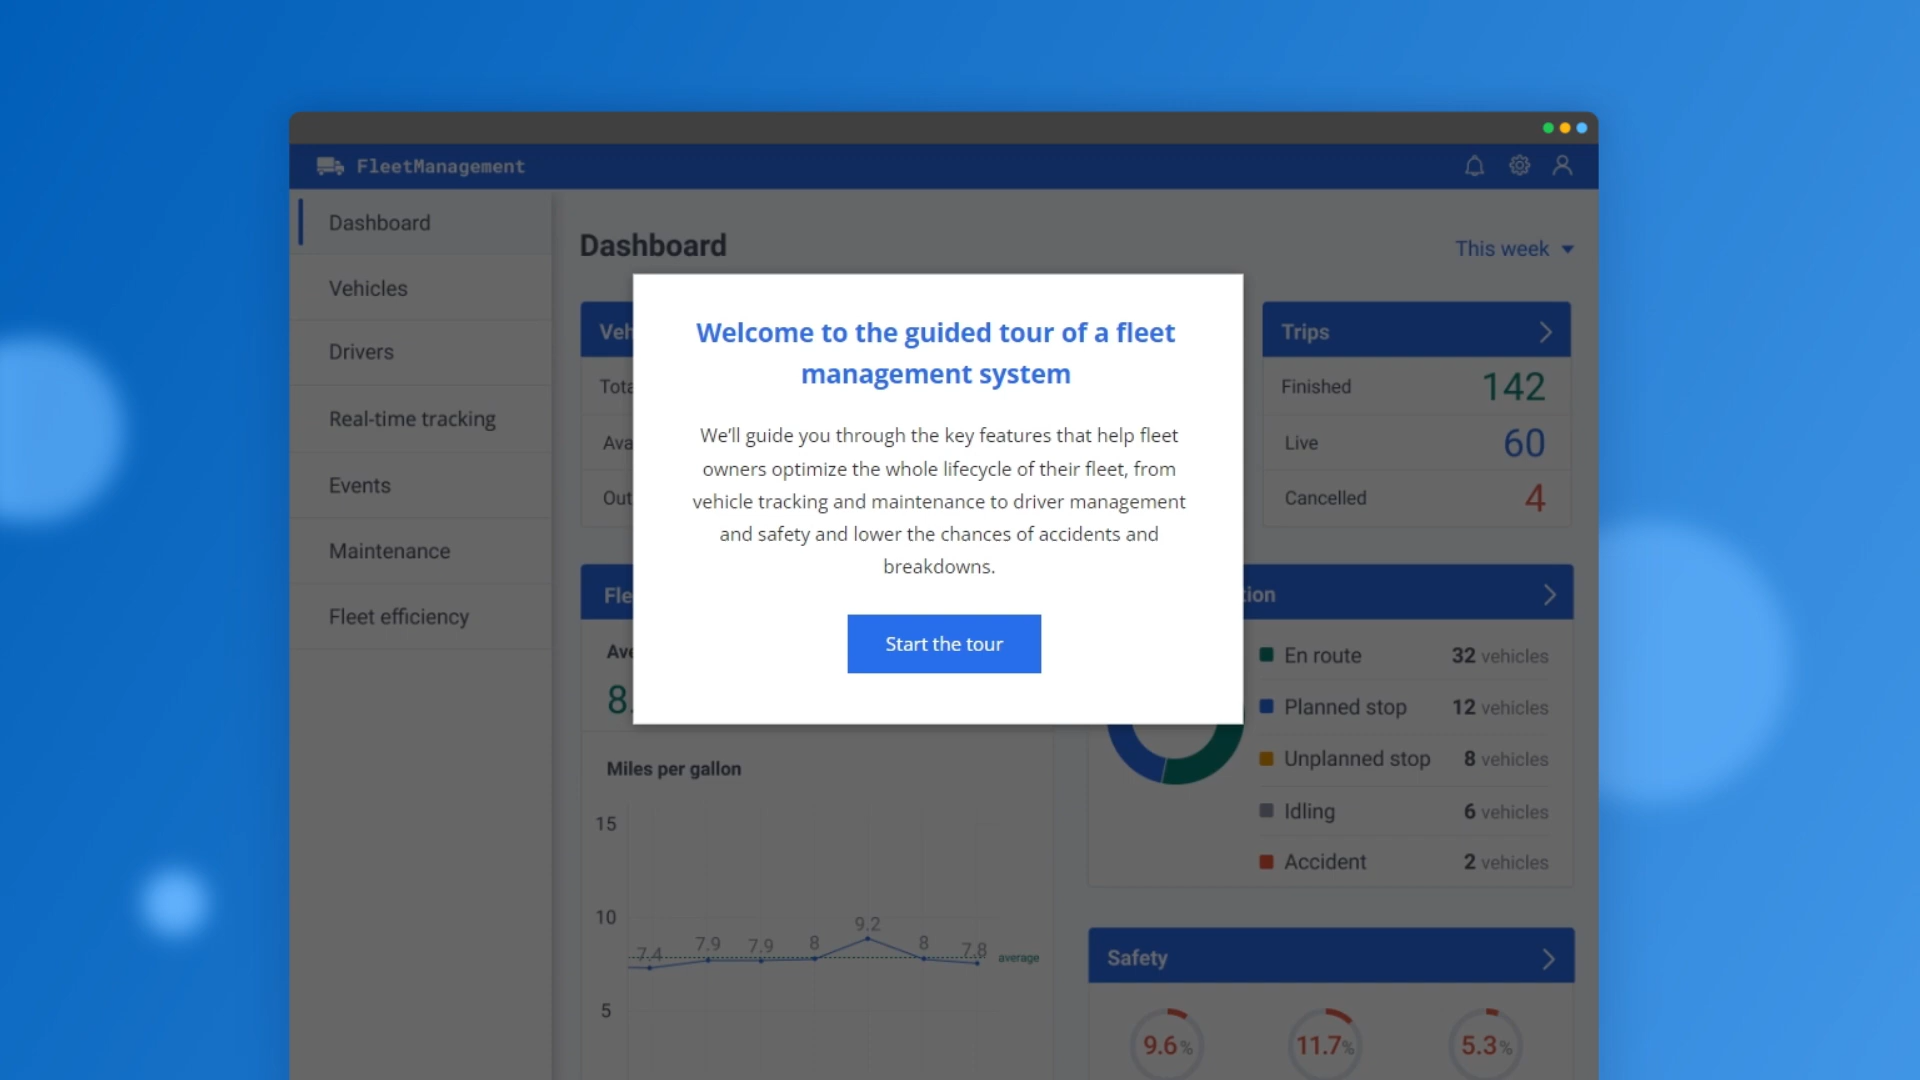 FleetManagement
Dashboard
Vehicles
Drivers
Real-time tracking
Events
Maintenance
Fleet efficiency
Dashboard
This week
Welcome to the guided tour of a fleet
management system
We'll guide you through the key features that help fleet
owners optimize the whole lifecycle of their fleet, from
vehicle tracking and maintenance to driver management
and safety and lower the chances of accidents and
breakdowns.
Start the tour
Trips
Finished 142
Live 60
Cancelled 4
Miles per gallon
15
10
5
7.4 7.9 7.9 8 9.2 8 7.8
average
En route 32 vehicles
Planned stop 12 vehicles
Unplanned stop 8 vehicles
Idling 6 vehicles
Accident 2 vehicles
Safety
9.6% 11.7% 5.3%